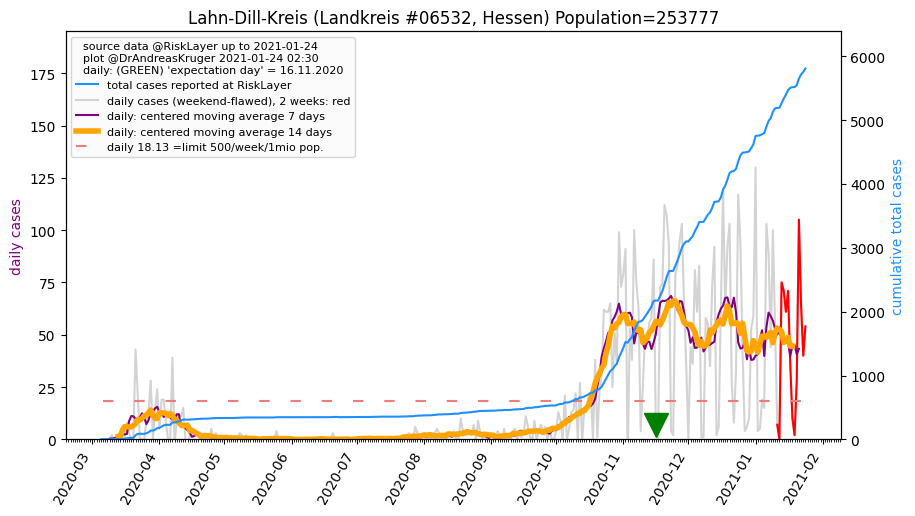 Lahn-Dill-Kreis (Landkreis #06532, Hessen) Population=253777
source data @RiskLayer up to 2021-01-24
plot @DrAndreasKruger 2021-01-24 02:30
daily: (GREEN) 'expectation day' = 16.11.2020
total cases reported at RiskLayer
daily cases (weekend-flawed), 2 weeks: red
daily: centered moving average 7 days
daily: centered moving average 14 days
daily 18.13 =limit 500/week/1mio pop.
daily cases
175
150
125
100
75
50
25
0
cumulative total cases
6000
5000
4000
3000
2000
1000
0
2020-03
2020-04
2020-05
2020-06
2020-07
2020-08
2020-09
2020-10
2020-11
2020-12
2021-01
2021-02